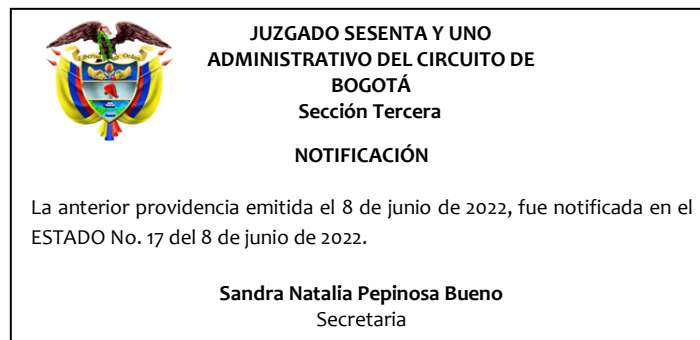 JUZGADO SESENTA Y UNO
ADMINISTRATIVO DEL CIRCUITO DE
BOGOTÁ
Sección Tercera
NOTIFICACIÓN
La anterior providencia emitida el 8 de junio de 2022, fue notificada en el
ESTADO No. 17 del 8 de junio de 2022.
Sandra Natalia Pepinosa Bueno
Secretaria